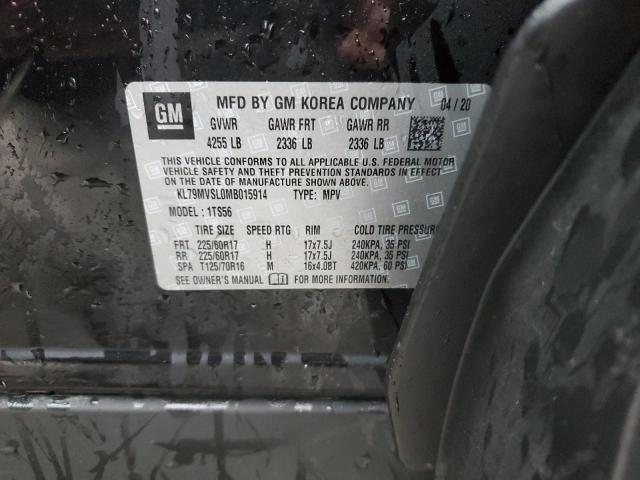 GM MFD BY GM KOREA COMPANY 04/20
GVWR GAWR FRT GAWR RR
4255 LB 2336 LB 2336 LB
THIS VEHICLE CONFORMS TO ALL APPLICABLE U.S. FEDERAL MOTOR
VEHICLE SAFETY AND THEFT PREVENTION STANDARDS IN EFFECT
ON THE DATE OF MANUFACTURE SHOWN ABOVE.
KL79MVSL0MB015914 TYPE: MPV
MODEL: 1TS56
TIRE SIZE SPEED RTG RIM COLD TIRE PRESSURE
FRT 225/60R17 H 17x7.5J 240KPA, 35 PSI
RR 225/60R17 H 17x7.5J 240KPA, 35 PSI
SPA T125/70R16 M 16x4.0BT 420KPA, 60 PSI
SEE OWNER'S MANUAL FOR MORE INFORMATION.